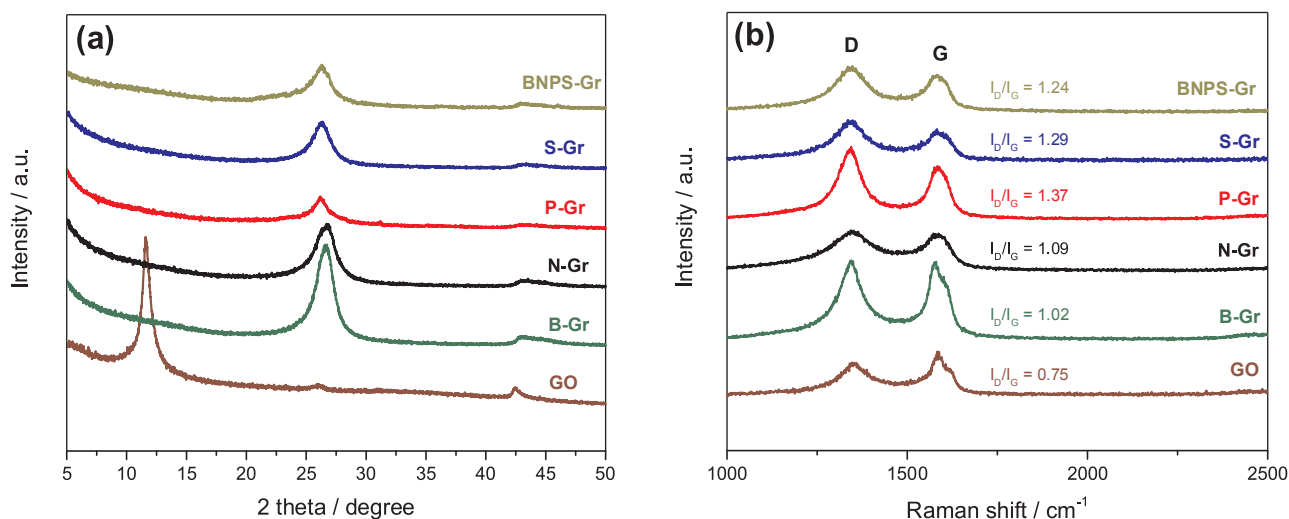 (a)
BNPS-Gr
S-Gr
P-Gr
N-Gr
B-Gr
GO
Intensity / a.u.
5 10 15 20 25 30 35 40 45 50
2 theta / degree
(b)
D G
I_D/I_G = 1.24 BNPS-Gr
I_D/I_G = 1.29 S-Gr
I_D/I_G = 1.37 P-Gr
I_D/I_G = 1.09 N-Gr
I_D/I_G = 1.02 B-Gr
I_D/I_G = 0.75 GO
Intensity / a.u.
1000 1500 2000 2500
Raman shift / cm⁻¹